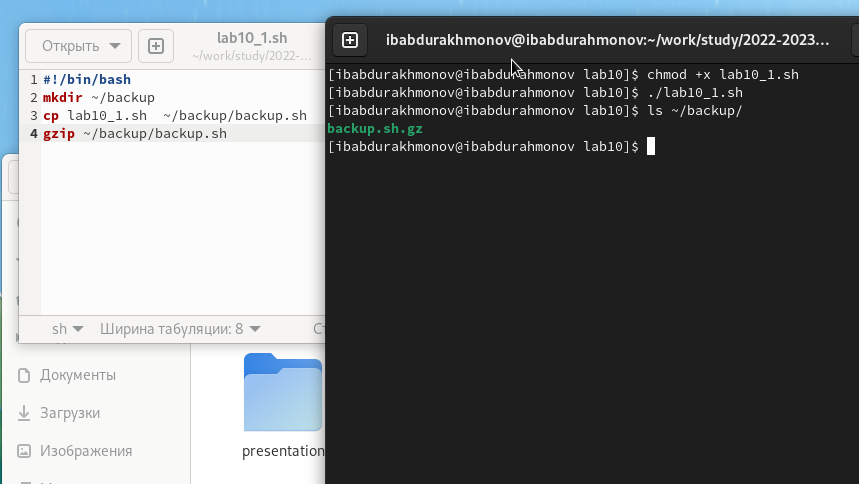 Открыть
lab10_1.sh
~/work/study/2022-...
1 #!/bin/bash
2 mkdir ~/backup
3 cp lab10_1.sh  ~/backup/backup.sh
4 gzip ~/backup/backup.sh
sh
Ширина табуляции: 8
Ст
Документы
Загрузки
Изображения
presentation
ibabdurakhmonov@ibabdurahmonov:~/work/study/2022-2023...
[ibabdurakhmonov@ibabdurahmonov lab10]$ chmod +x lab10_1.sh
[ibabdurakhmonov@ibabdurahmonov lab10]$ ./lab10_1.sh
[ibabdurakhmonov@ibabdurahmonov lab10]$ ls ~/backup/
backup.sh.gz
[ibabdurakhmonov@ibabdurahmonov lab10]$